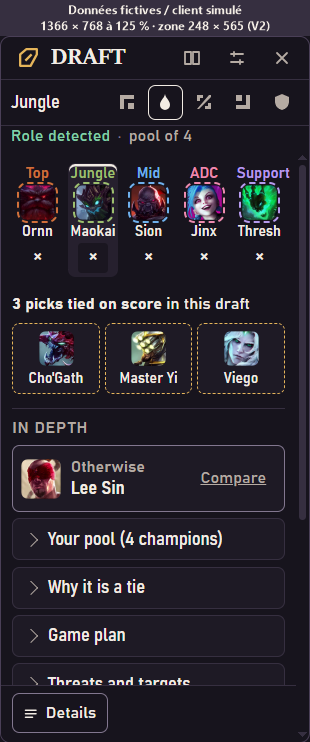 Données fictives / client simulé
1366 × 768 à 125 % · zone 248 × 565 (V2)
DRAFT
Jungle
Role detected · pool of 4
Top Jungle Mid ADC Support
Ornn Maokai Sion Jinx Thresh
× × × × ×
3 picks tied on score in this draft
Cho'Gath Master Yi Viego
IN DEPTH
Otherwise
Lee Sin
Compare
Your pool (4 champions)
Why it is a tie
Game plan
Threats and targets
Details